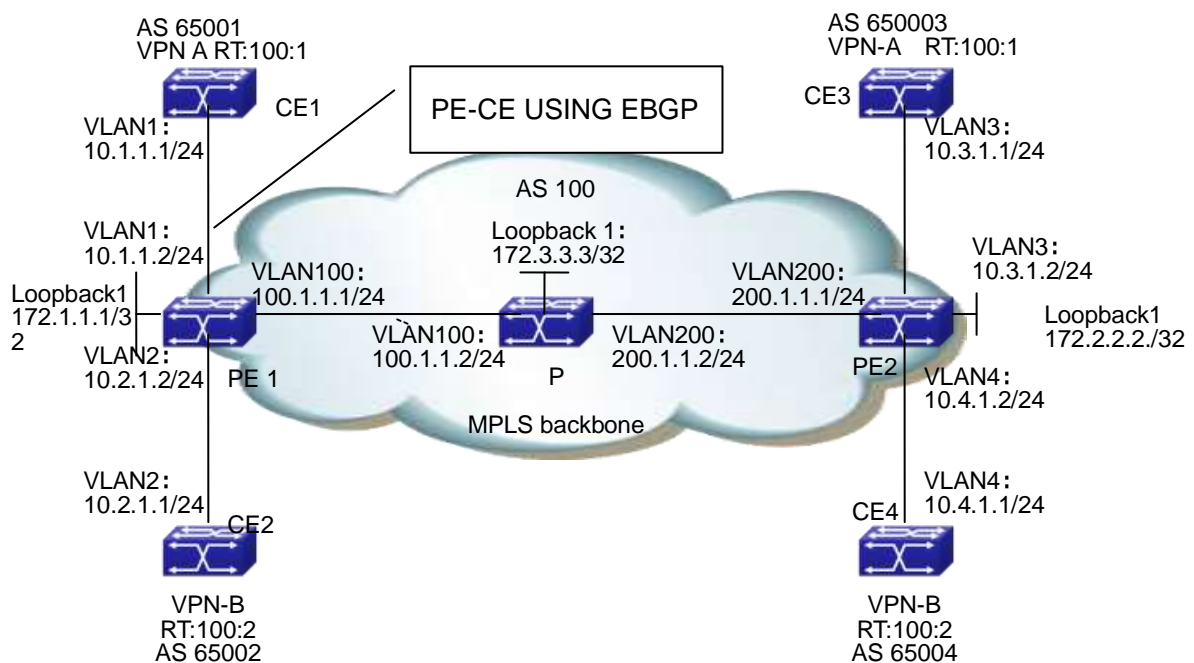 AS 65001
VPN A RT:100:1
CE1
VLAN1:
10.1.1.1/24
PE-CE USING EBGP
AS 650003
VPN-A RT:100:1
CE3
VLAN3:
10.3.1.1/24
AS 100
VLAN1:
10.1.1.2/24
Loopback 1:
172.3.3.3/32
VLAN3:
10.3.1.2/24
Loopback1
172.1.1.1/3
2
VLAN100:
100.1.1.1/24
VLAN100:
100.1.1.2/24
P
VLAN200:
200.1.1.1/24
VLAN200:
200.1.1.2/24
Loopback1
172.2.2.2./32
VLAN2:
10.2.1.2/24
PE 1
PE2
VLAN4:
10.4.1.2/24
MPLS backbone
VLAN2:
10.2.1.1/24
CE2
VPN-B
RT:100:2
AS 65002
VLAN4:
10.4.1.1/24
CE4
VPN-B
RT:100:2
AS 65004